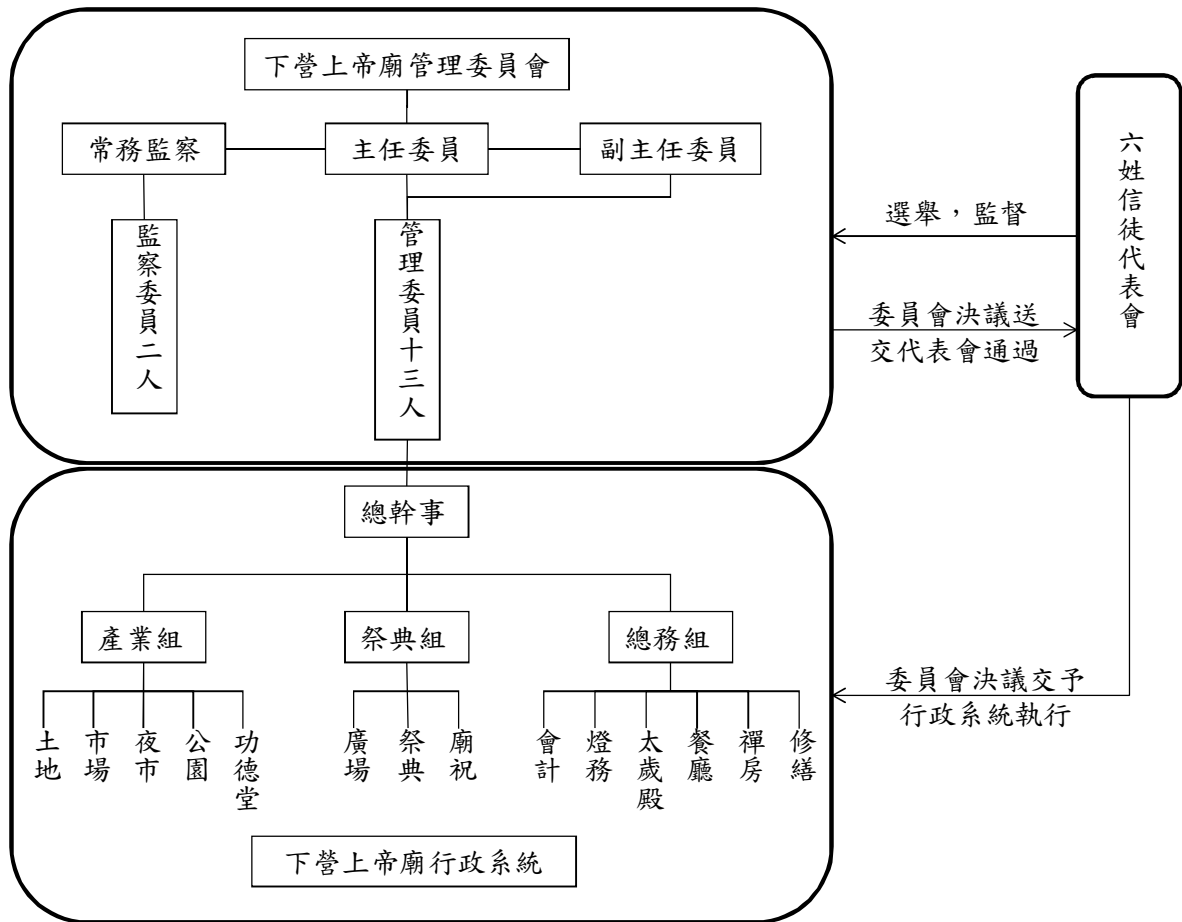 下營上帝廟管理委員會
常務監察
主任委員
副主任委員
監察委員二人
管理委員十三人
六姓信徒代表會
選舉，監督
委員會決議送
交代表會通過
總幹事
產業組
祭典組
總務組
土地
市場
夜市
公園
功德堂
廣場
祭典
廟祝
會計
燈務
太歲殿
餐廳
禪房
修繕
委員會決議交予
行政系統執行
下營上帝廟行政系統